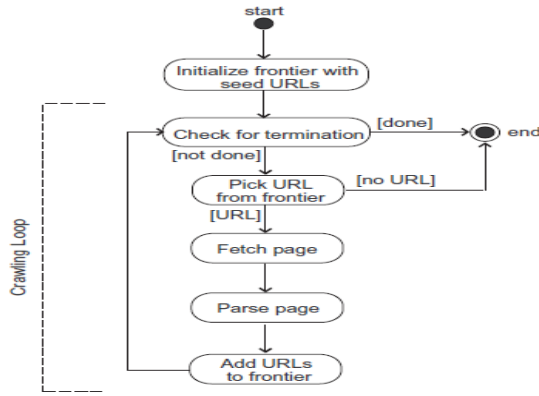 start
Initialize frontier with
seed URLs
Check for termination
[done]
end
[not done]
Pick URL
from frontier
[no URL]
[URL]
Fetch page
Parse page
Add URLs
to frontier
Crawling Loop